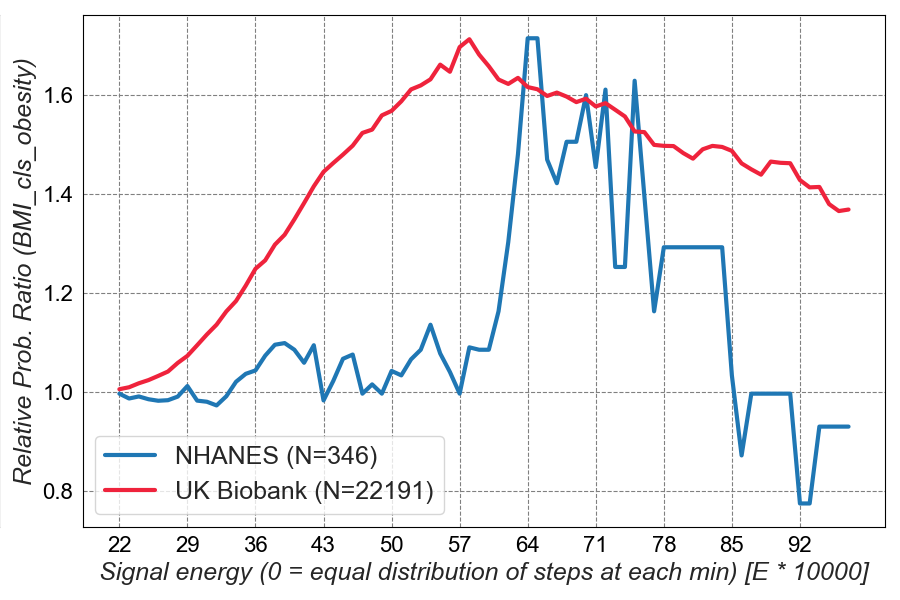 Relative Prob. Ratio (BMI_cls_obesity)
1.6
1.4
1.2
1.0
0.8
NHANES (N=346)
UK Biobank (N=22191)
22 29 36 43 50 57 64 71 78 85 92
Signal energy (0 = equal distribution of steps at each min) [E * 10000]